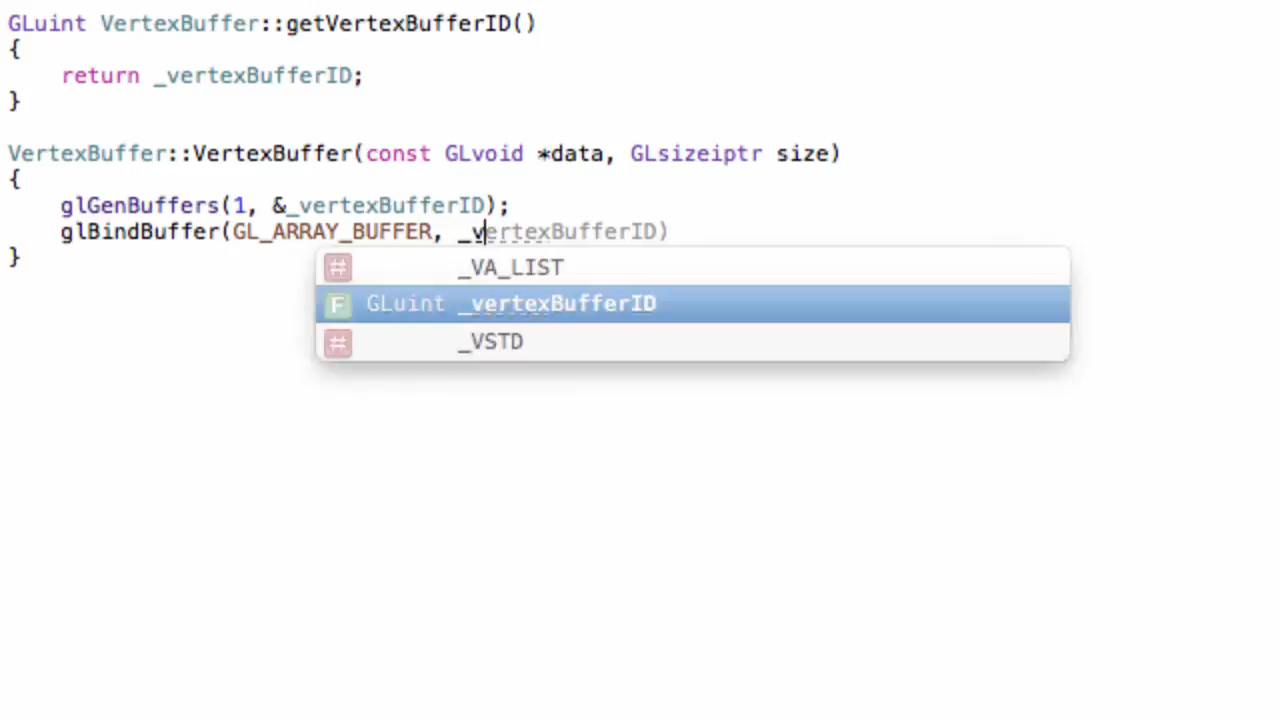 GLuint VertexBuffer::getVertexBufferID()
{
    return _vertexBufferID;
}
VertexBuffer::VertexBuffer(const GLvoid *data, GLsizeiptr size)
{
    glGenBuffers(1, &_vertexBufferID);
    glBindBuffer(GL_ARRAY_BUFFER, _vertexBufferID)
}
# _VA_LIST
F GLuint _vertexBufferID
# _VSTD